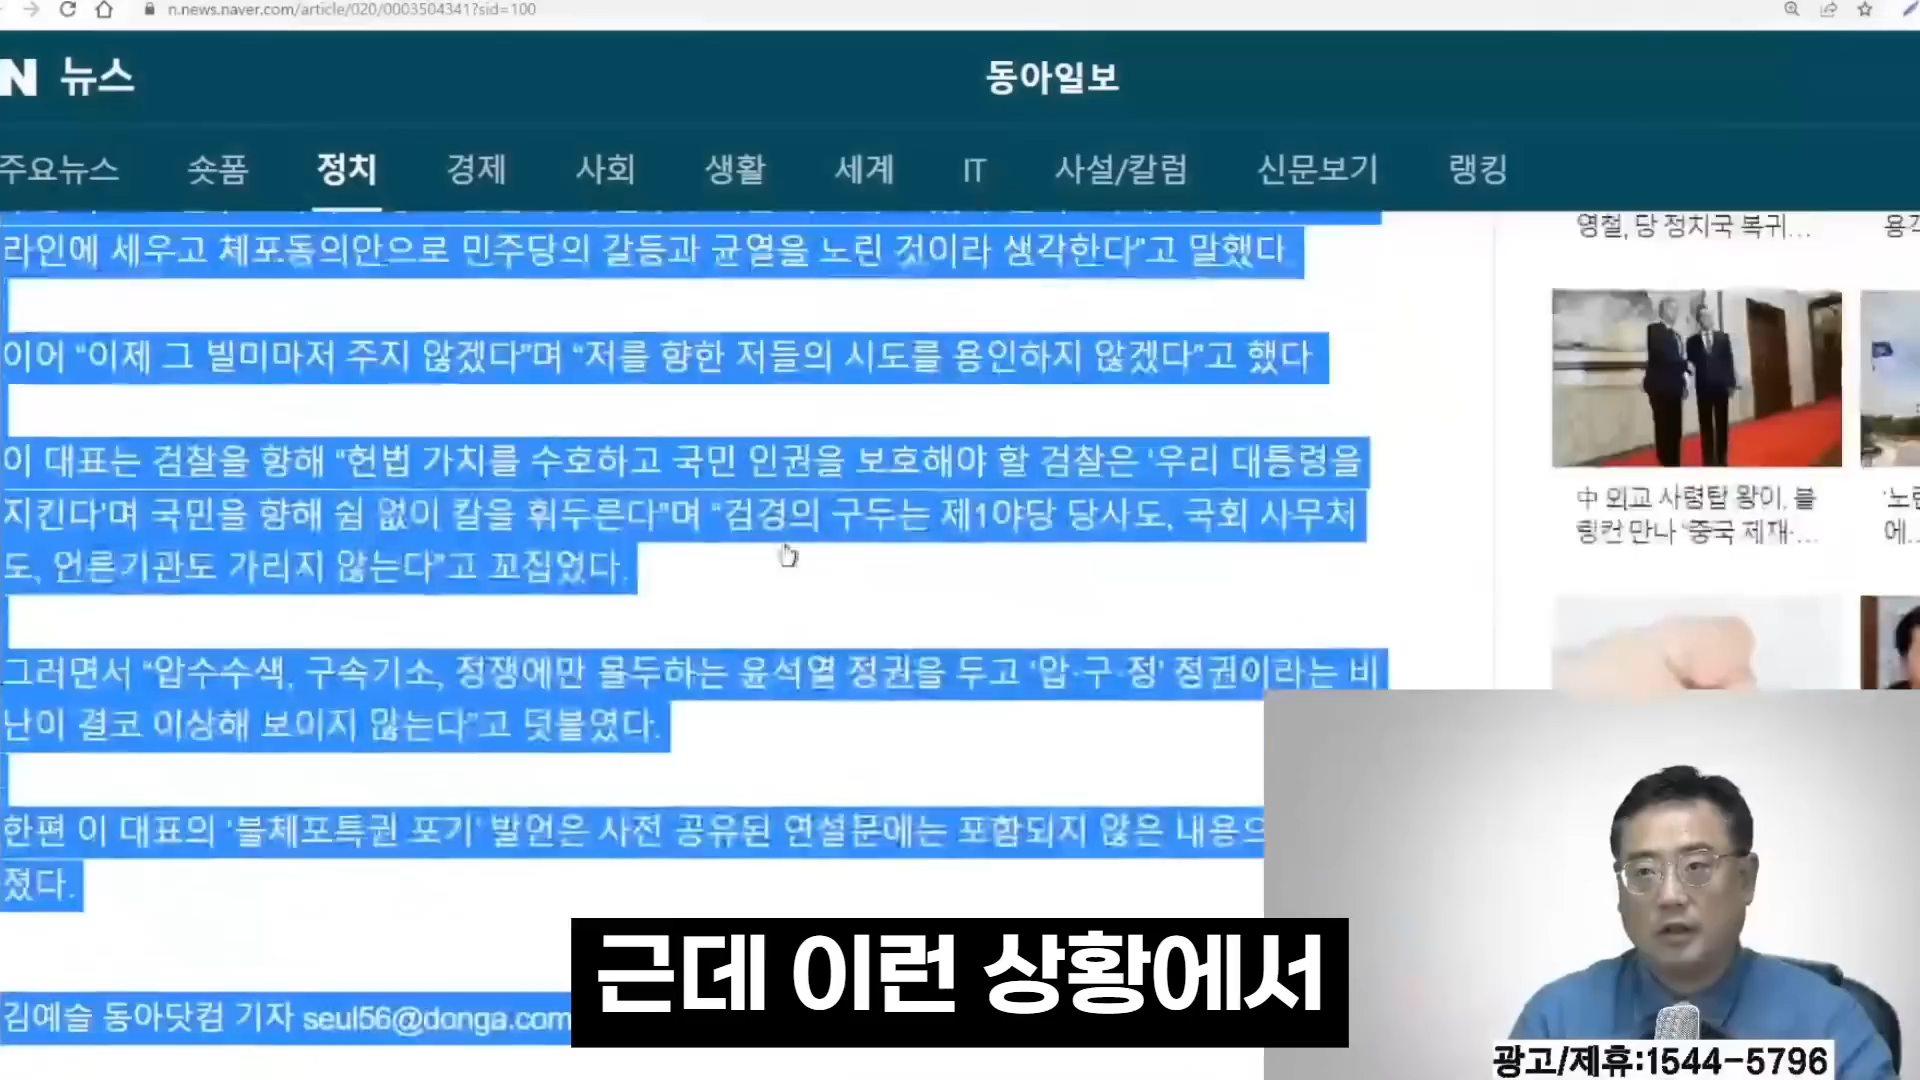 n.news.naver.com/article/020/0003504341?sid=100
N 뉴스
동아일보
주요뉴스 숏폼 정치 경제 사회 생활 세계 IT 사설/칼럼 신문보기 랭킹
라인에 세우고 체포동의안으로 민주당의 갈등과 균열을 노린 것이라 생각한다”고 말했다
이어 “이제 그 빌미마저 주지 않겠다”며 “저를 향한 저들의 시도를 용인하지 않겠다”고 했다
이 대표는 검찰을 향해 “헌법 가치를 수호하고 국민 인권을 보호해야 할 검찰은 ‘우리 대통령을
지킨다’며 국민을 향해 쉼 없이 칼을 휘두른다”며 “검경의 구두는 제1야당 당사도, 국회 사무처
도, 언론기관도 가리지 않는다”고 꼬집었다.
그러면서 “압수수색, 구속기소, 정쟁에만 몰두하는 윤석열 정권을 두고 ‘압·구·정’ 정권이라는 비
난이 결코 이상해 보이지 않는다”고 덧붙였다.
한편 이 대표의 ‘불체포특권 포기’ 발언은 사전 공유된 연설문에는 포함되지 않은 내용으
졌다.
김예슬 동아닷컴 기자 seul56@donga.com
영철, 당 정치국 복귀…
용각
中 외교 사령탑 왕이, 블
링컨 만나 “중국 제재·…
‘노란
에…
근데 이런 상황에서
광고/제휴:1544-5796